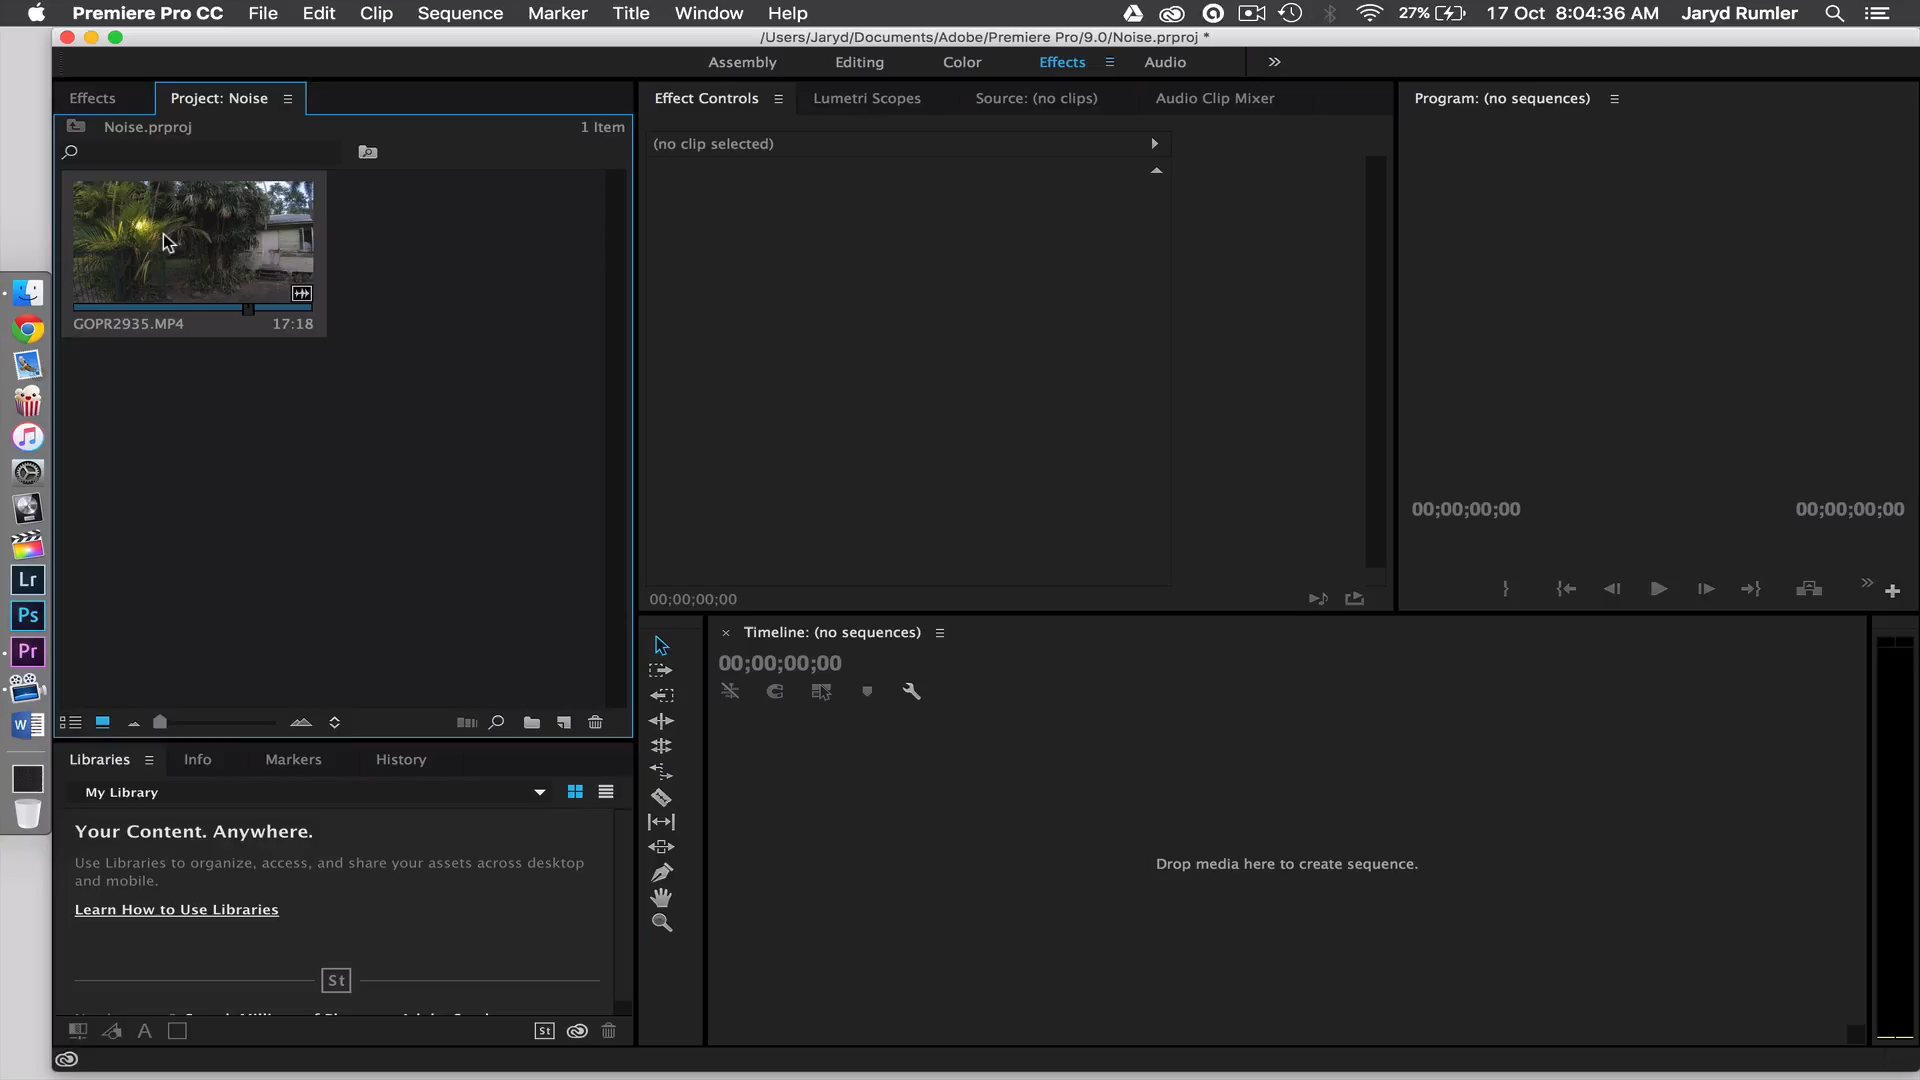 Premiere Pro CC File Edit Clip Sequence Marker Title Window Help 27% 17 Oct 8:04:36 AM Jaryd Rumler
/Users/Jaryd/Documents/Adobe/Premiere Pro/9.0/Noise.prproj *
Assembly Editing Color Effects Audio
Effects Project: Noise
Noise.prproj 1 Item
GOPR2935.MP4 17:18
Effect Controls Lumetri Scopes Source: (no clips) Audio Clip Mixer
(no clip selected)
00;00;00;00
Program: (no sequences)
00;00;00;00 00;00;00;00
Lr
Ps
Pr
W
Libraries Info Markers History
My Library
Your Content. Anywhere.
Use Libraries to organize, access, and share your assets across desktop
and mobile.
Learn How to Use Libraries
St
A St
Timeline: (no sequences)
00;00;00;00
Drop media here to create sequence.